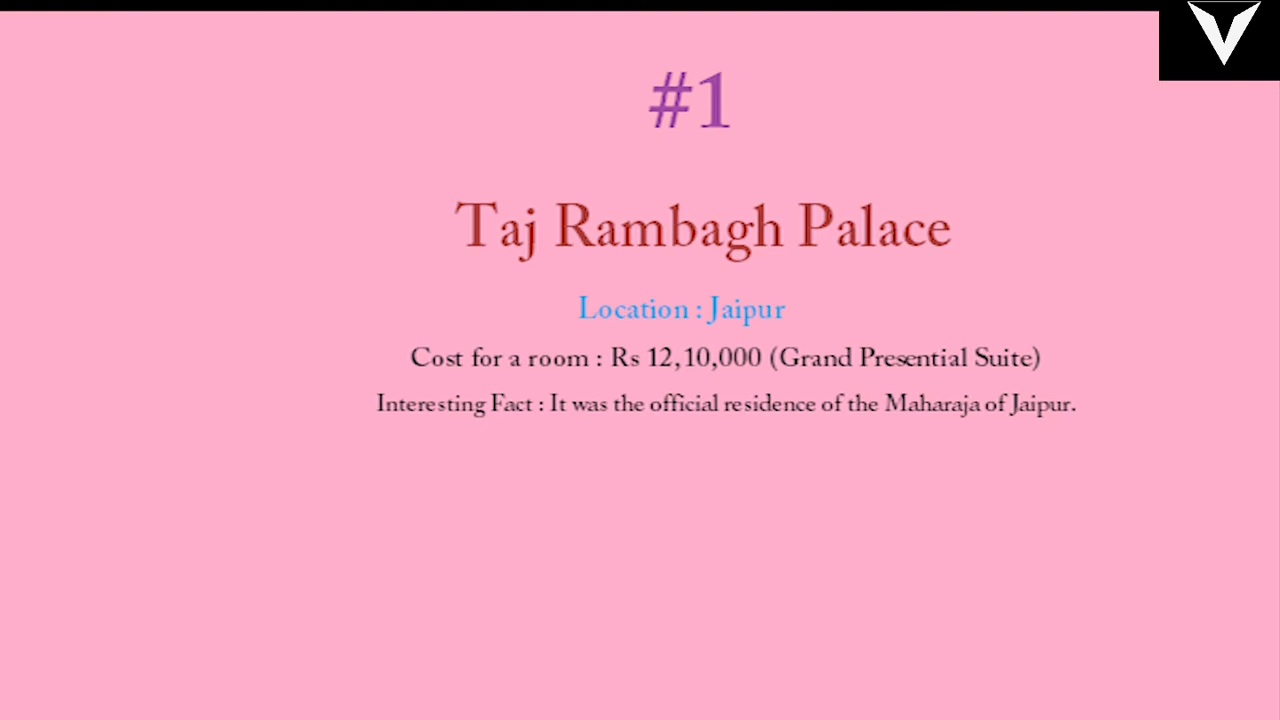 #1
Taj Rambagh Palace
Location : Jaipur
Cost for a room : Rs 12,10,000 (Grand Presential Suite)
Interesting Fact : It was the official residence of the Maharaja of Jaipur.